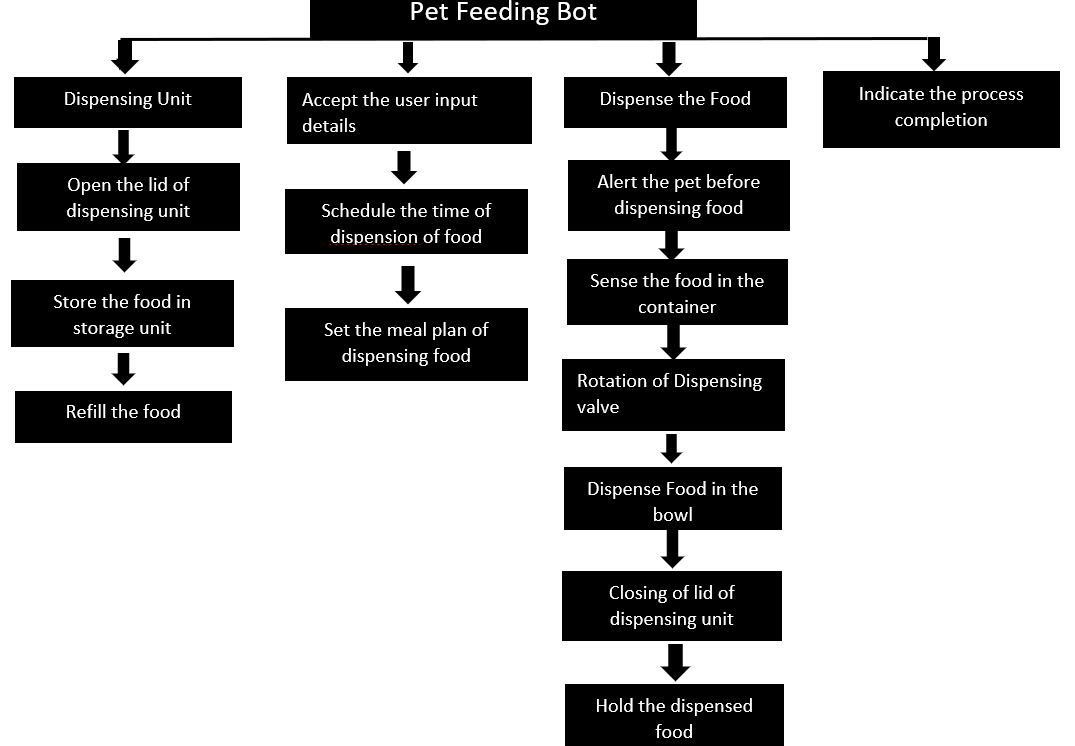 Pet Feeding Bot
Dispensing Unit
Open the lid of
dispensing unit
Store the food in
storage unit
Refill the food
Accept the user input
details
Schedule the time of
dispension of food
Set the meal plan of
dispensing food
Dispense the Food
Alert the pet before
dispensing food
Sense the food in the
container
Rotation of Dispensing
valve
Dispense Food in the
bowl
Closing of lid of
dispensing unit
Hold the dispensed
food
Indicate the process
completion